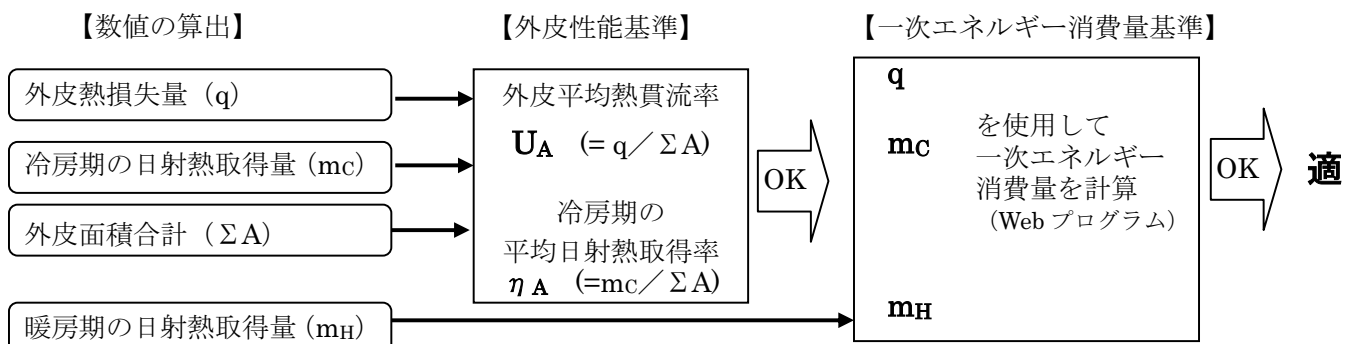 【数値の算出】
外皮熱損失量（q）
冷房期の日射熱取得量（mC）
外皮面積合計（ΣA）
暖房期の日射熱取得量（mH）
【外皮性能基準】
外皮平均熱貫流率
UA （= q／ΣA）
冷房期の
平均日射熱取得率
ηA （=mC／ΣA）
OK
【一次エネルギー消費量基準】
q
mC
を使用して
一次エネルギー
消費量を計算
（Web プログラム）
mH
OK
適